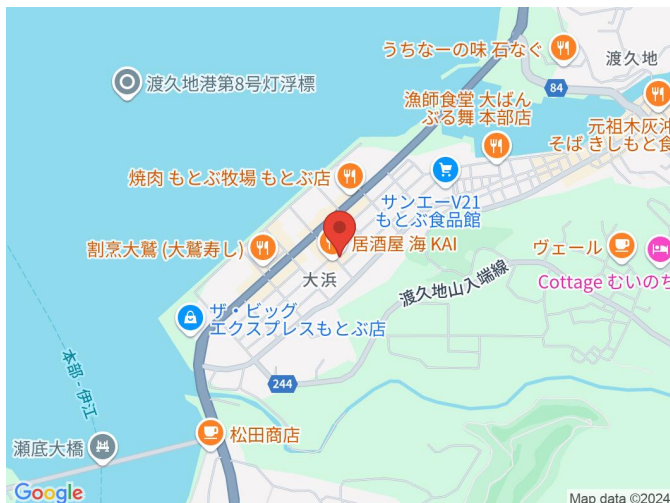 うちなーの味 石なぐ
渡久地
渡久地港第8号灯浮標
84
漁師食堂 大ばん
ぶる舞 本部店
元祖木灰沖
そば きしもと食
焼肉 もとぶ牧場 もとぶ店
サンエーV21
もとぶ食品館
割烹大鷲 (大鷲寿し)
居酒屋 海 KAI
ヴェール
大浜
渡久地山入端線
Cottage むいのち
ザ・ビッグ
エクスプレスもとぶ店
本部 - 伊江
244
松田商店
瀬底大橋
Google
Map data ©2024